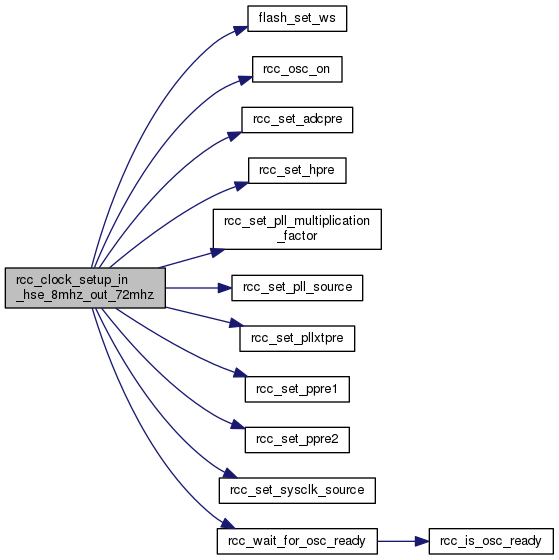 flash_set_ws
rcc_osc_on
rcc_set_adcpre
rcc_set_hpre
rcc_set_pll_multiplication
_factor
rcc_clock_setup_in
_hse_8mhz_out_72mhz
rcc_set_pll_source
rcc_set_pllxtpre
rcc_set_ppre1
rcc_set_ppre2
rcc_set_sysclk_source
rcc_wait_for_osc_ready
rcc_is_osc_ready